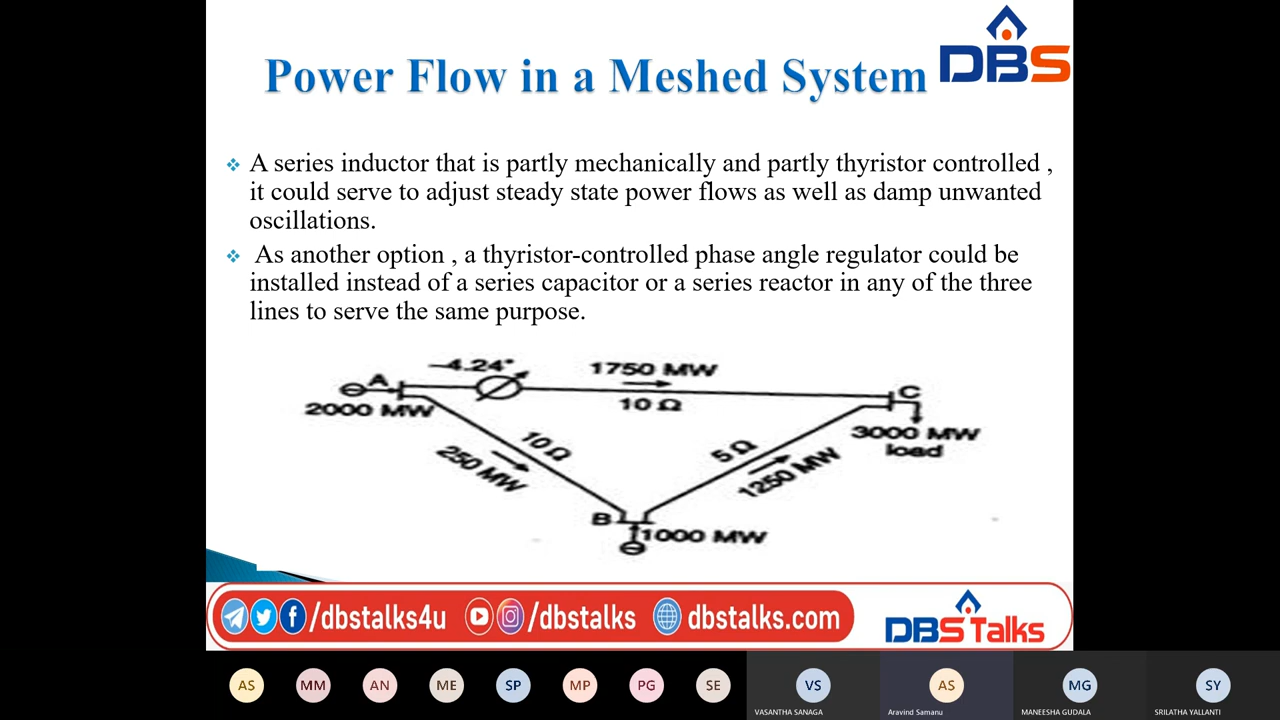 Power Flow in a Meshed System
DBS
❖ A series inductor that is partly mechanically and partly thyristor controlled ,
it could serve to adjust steady state power flows as well as damp unwanted
oscillations.
❖ As another option , a thyristor-controlled phase angle regulator could be
installed instead of a series capacitor or a series reactor in any of the three
lines to serve the same purpose.
−4.24°
1750 MW
A
C
10 Ω
2000 MW
3000 MW
load
10 Ω
250 MW
5 Ω
1250 MW
B
1000 MW
/dbstalks4u
/dbstalks
dbstalks.com
DBS Talks
AS MM AN ME SP MP PG SE VS AS MG SY
VASANTHA SANAGA
Aravind Samanu
MANEESHA GUDALA
SRILATHA YALLANTI